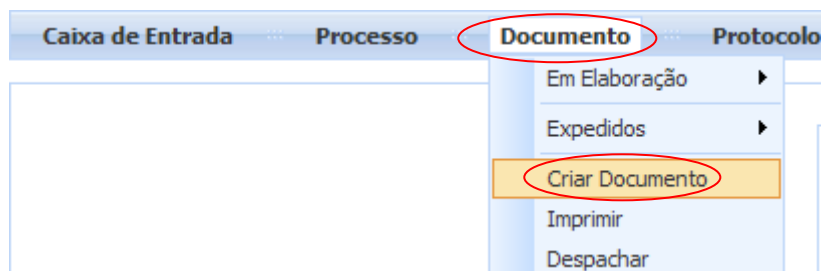 Caixa de Entrada Processo Documento Protocolo
Em Elaboração
Expedidos
Criar Documento
Imprimir
Despachar